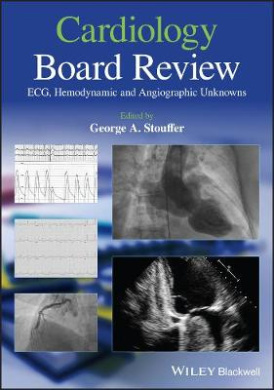 Cardiology
Board Review
ECG, Hemodynamic and Angiographic Unknowns
Edited by
George A. Stouffer
WILEY Blackwell